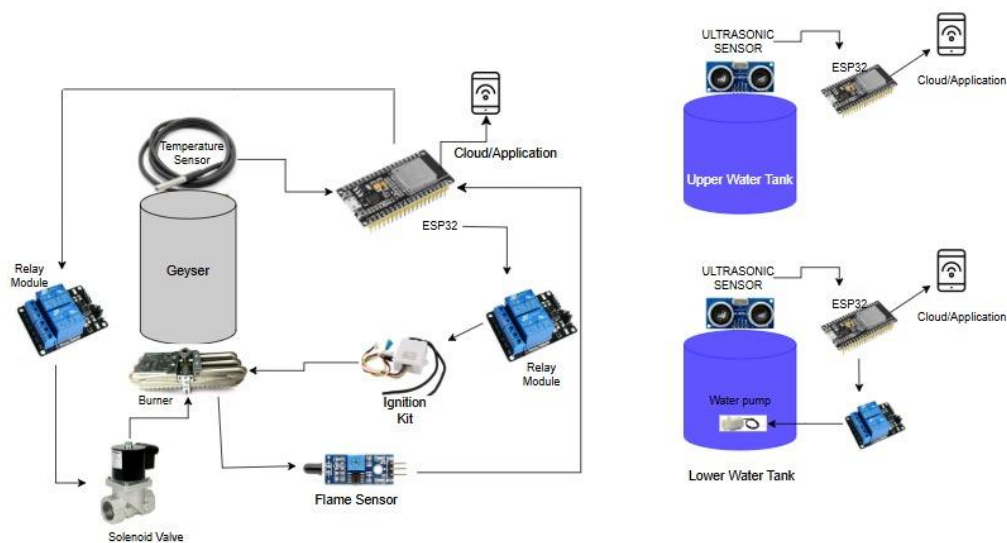 Temperature
Sensor
Cloud/Application
ESP32
Geyser
Relay
Module
Relay
Module
Burner
Ignition
Kit
Flame Sensor
Solenoid Valve
ULTRASONIC
SENSOR
ESP32
Cloud/Application
Upper Water Tank
ULTRASONIC
SENSOR
ESP32
Cloud/Application
Water pump
Lower Water Tank